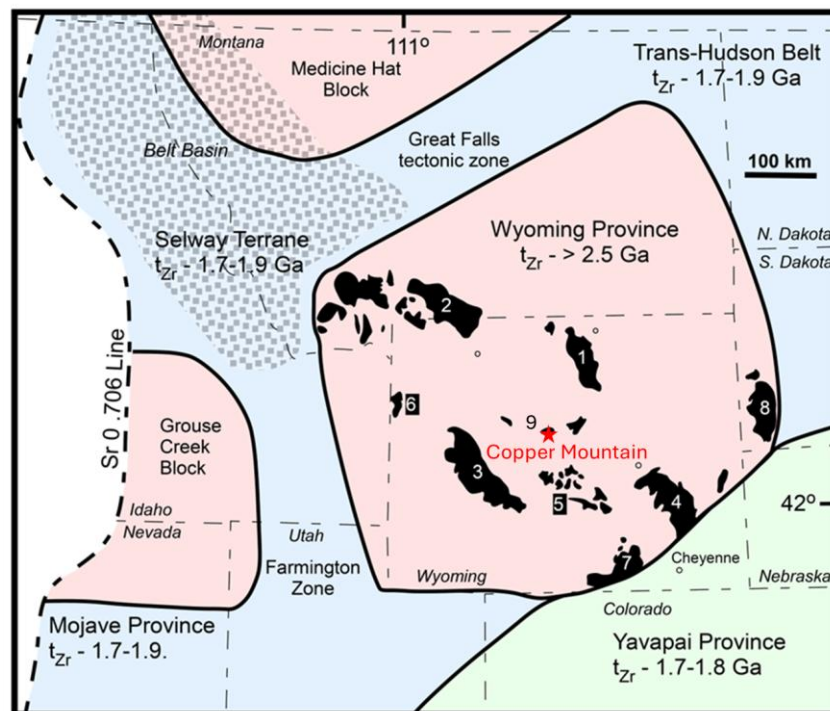 Montana
111°
Medicine Hat
Block
Trans-Hudson Belt
tZr - 1.7-1.9 Ga
Great Falls
tectonic zone
Belt Basin
100 km
Wyoming Province
tZr - > 2.5 Ga
N. Dakota
S. Dakota
Selway Terrane
tZr - 1.7-1.9 Ga
2
1
Sr 0 .706 Line
6
8
9
Grouse
Creek
Block
Copper Mountain
3
4
5
42°
Idaho
Nevada
Utah
Farmington
Zone
Wyoming
7
Cheyenne
Nebraska
Colorado
Mojave Province
tZr - 1.7-1.9.
Yavapai Province
tZr - 1.7-1.8 Ga